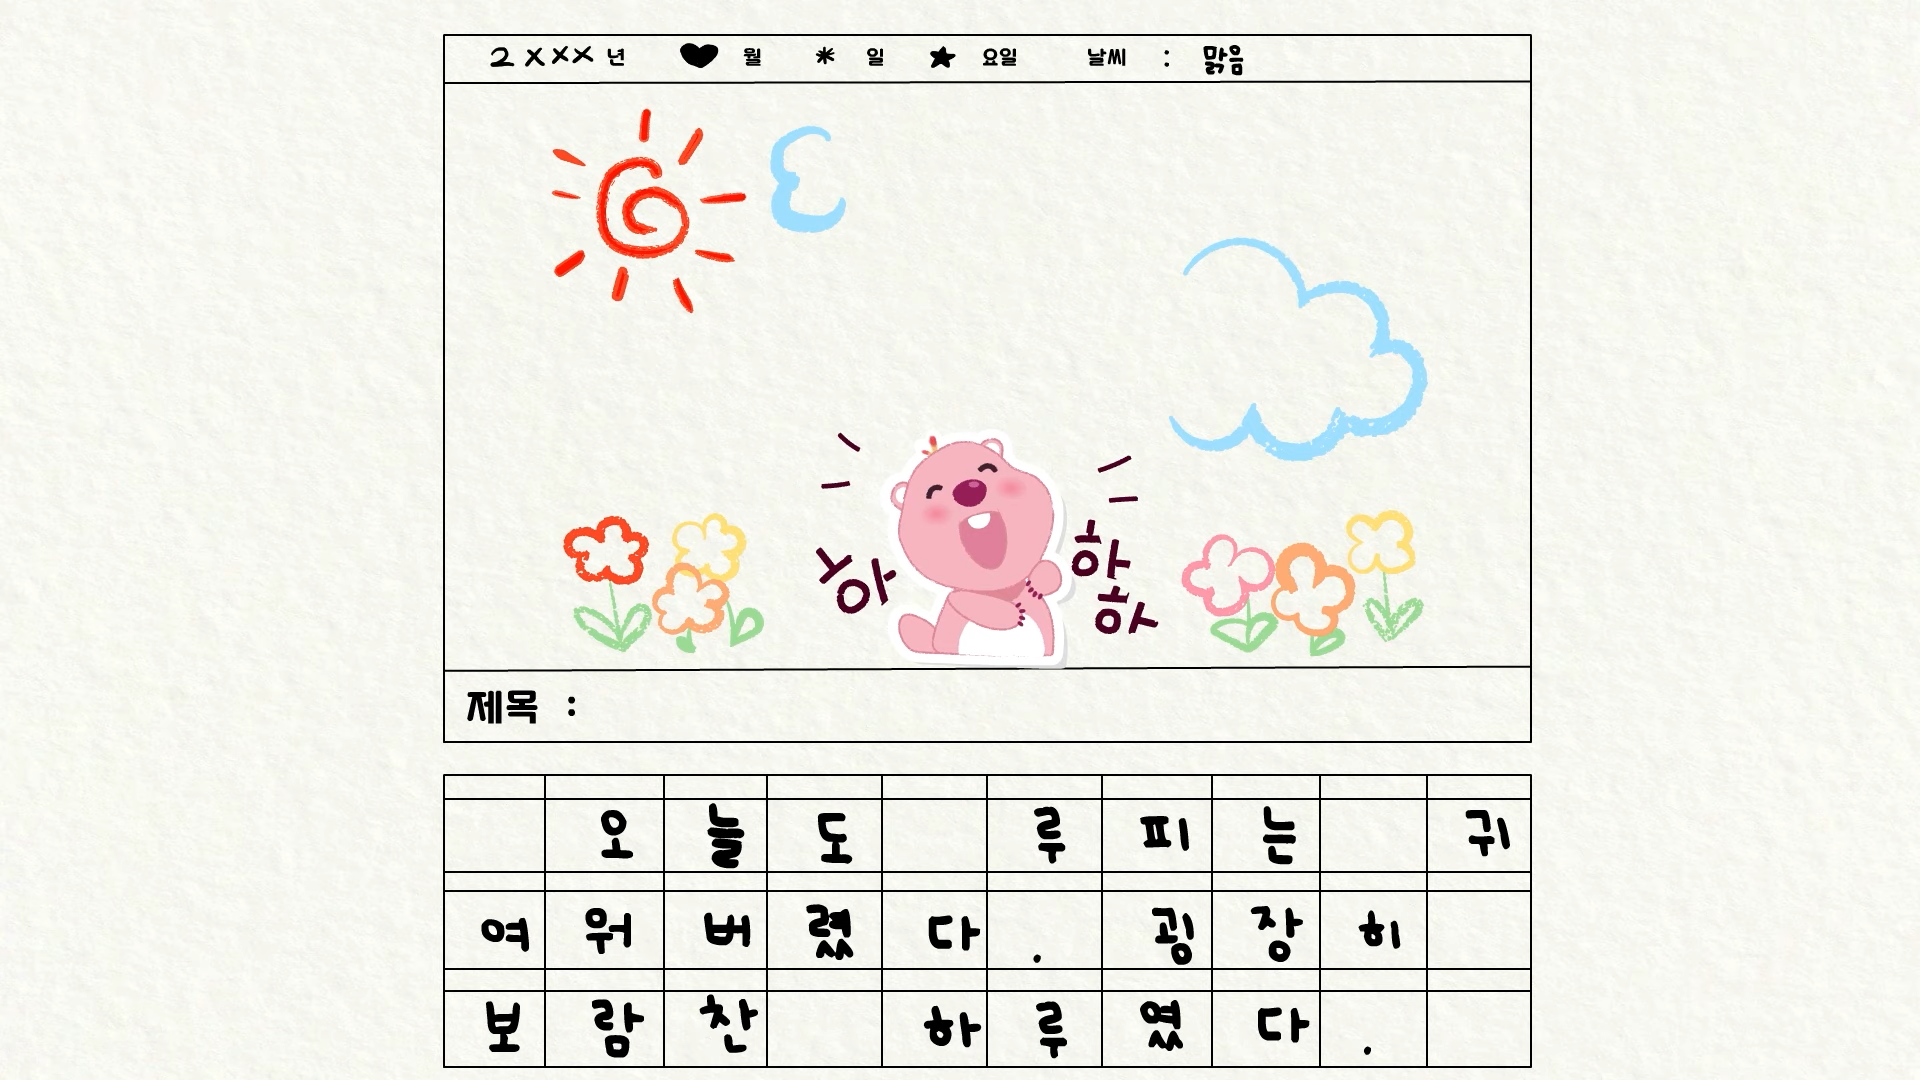 2xxx 년 ♥ 월 * 일 ★ 요일 날씨 : 맑음
하 하
하
제목 :
오늘도 루피는 귀
여워버렸다. 굉장히
보람찬 하루였다.